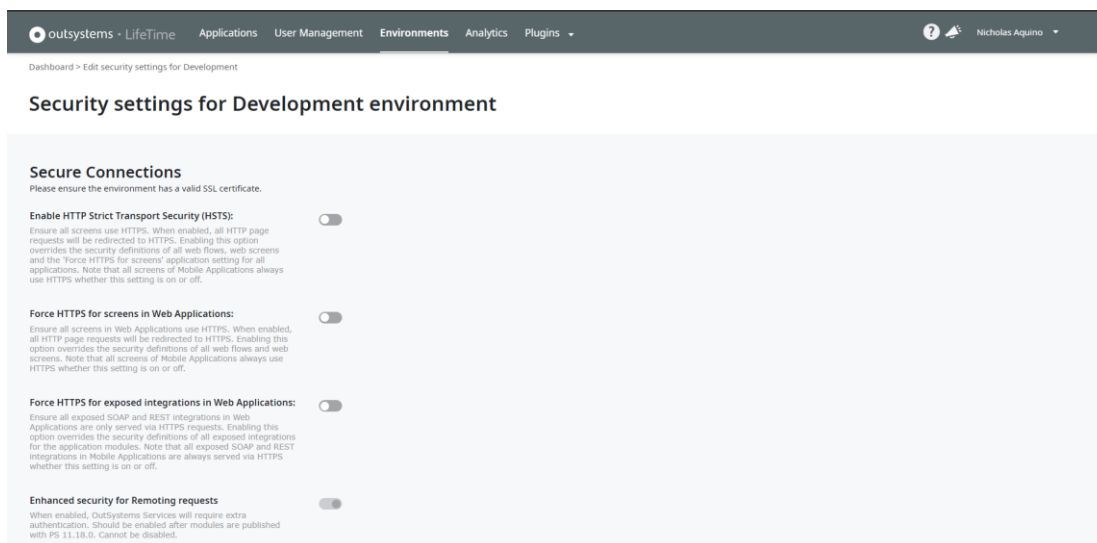 outsystems · LifeTime Applications User Management Environments Analytics Plugins ? Nicholas Aquino
Dashboard > Edit security settings for Development
Security settings for Development environment
Secure Connections
Please ensure the environment has a valid SSL certificate.
Enable HTTP Strict Transport Security (HSTS):
Ensure all screens use HTTPS. When enabled, all HTTP page
requests will be redirected to HTTPS. Enabling this option
overrides the security definitions of all web flows, web screens
and the 'Force HTTPS for screens' application setting for all
applications. Note that all screens of Mobile Applications always
use HTTPS whether this setting is on or off.
Force HTTPS for screens in Web Applications:
Ensure all screens in Web Applications use HTTPS. When enabled,
all HTTP page requests will be redirected to HTTPS. Enabling this
option overrides the security definitions of all web flows and web
screens. Note that all screens of Mobile Applications always use
HTTPS whether this setting is on or off.
Force HTTPS for exposed integrations in Web Applications:
Ensure all exposed SOAP and REST integrations in Web
Applications are only served via HTTPS requests. Enabling this
option overrides the security definitions of all exposed integrations
for the application modules. Note that all exposed SOAP and REST
integrations in Mobile Applications are always served via HTTPS
whether this setting is on or off.
Enhanced security for Remoting requests
When enabled, OutSystems Services will require extra
authentication. Should be enabled after modules are published
with PS 11.18.0. Cannot be disabled.